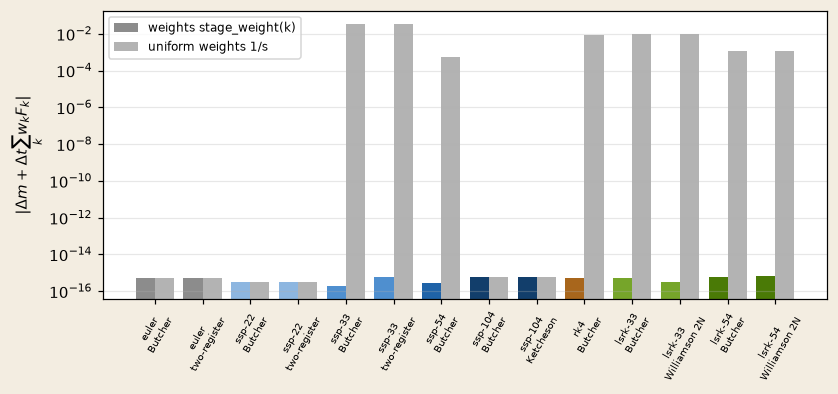 weights stage_weight(k)
uniform weights 1/s
|Δm + Δt ∑ₖ wₖFₖ|
10⁻²
10⁻⁴
10⁻⁶
10⁻⁸
10⁻¹⁰
10⁻¹²
10⁻¹⁴
10⁻¹⁶
euler
Butcher
euler
two-register
ssp-22
Butcher
ssp-22
two-register
ssp-33
Butcher
ssp-33
two-register
ssp-54
Butcher
ssp-104
Butcher
ssp-104
Ketcheson
rk4
Butcher
lsrk-33
Butcher
lsrk-33
Williamson 2N
lsrk-54
Butcher
lsrk-54
Williamson 2N